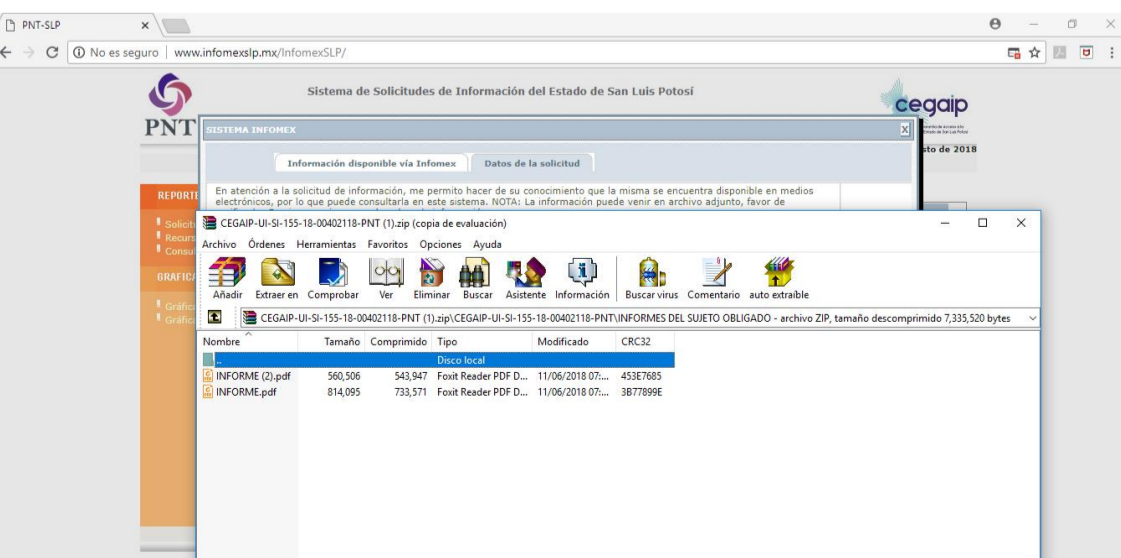 PNT-SLP
No es seguro | www.infomexslp.mx/InfomexSLP/
Sistema de Solicitudes de Información del Estado de San Luis Potosí
PNT
cegaip
sto de 2018
SISTEMA INFOMEX
X
Información disponible vía Infomex
Datos de la solicitud
En atención a la solicitud de información, me permito hacer de su conocimiento que la misma se encuentra disponible en medios
electrónicos, por lo que puede consultarla en este sistema. NOTA: La información puede venir en archivo adjunto, favor de
REPORTE
Solicit
Recurs
Consul
GRAFICA
Gráfic
Gráfic
CEGAIP-UI-SI-155-18-00402118-PNT (1).zip (copia de evaluación)
Archivo Órdenes Herramientas Favoritos Opciones Ayuda
Añadir Extraer en Comprobar Ver Eliminar Buscar Asistente Información Buscar virus Comentario auto extraíble
CEGAIP-UI-SI-155-18-00402118-PNT (1).zip\CEGAIP-UI-SI-155-18-00402118-PNT\INFORMES DEL SUJETO OBLIGADO - archivo ZIP, tamaño descomprimido 7,335,520 bytes
Nombre Tamaño Comprimido Tipo Modificado CRC32
.. Disco local
INFORME (2).pdf 560,506 543,947 Foxit Reader PDF D... 11/06/2018 07:... 453E7685
INFORME.pdf 814,095 733,571 Foxit Reader PDF D... 11/06/2018 07:... 3B77899E